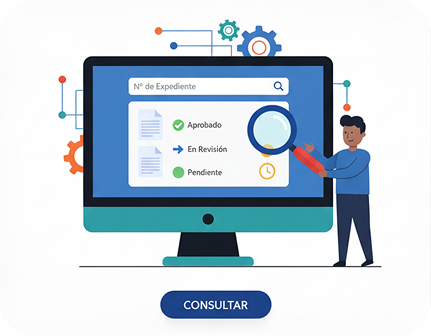 N° de Expediente
Aprobado
En Revisión
Pendiente
CONSULTAR